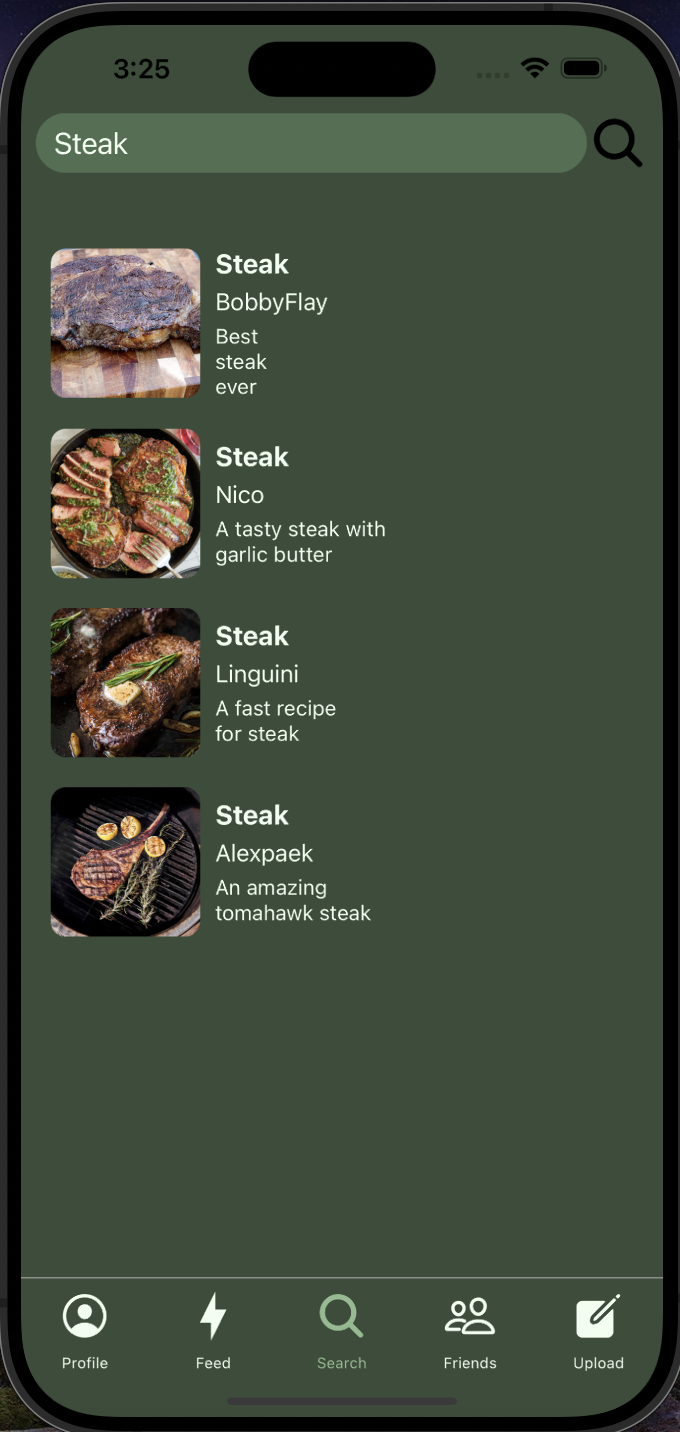 3:25
Steak
Steak
BobbyFlay
Best
steak
ever
Steak
Nico
A tasty steak with
garlic butter
Steak
Linguini
A fast recipe
for steak
Steak
Alexpaek
An amazing
tomahawk steak
Profile
Feed
Search
Friends
Upload